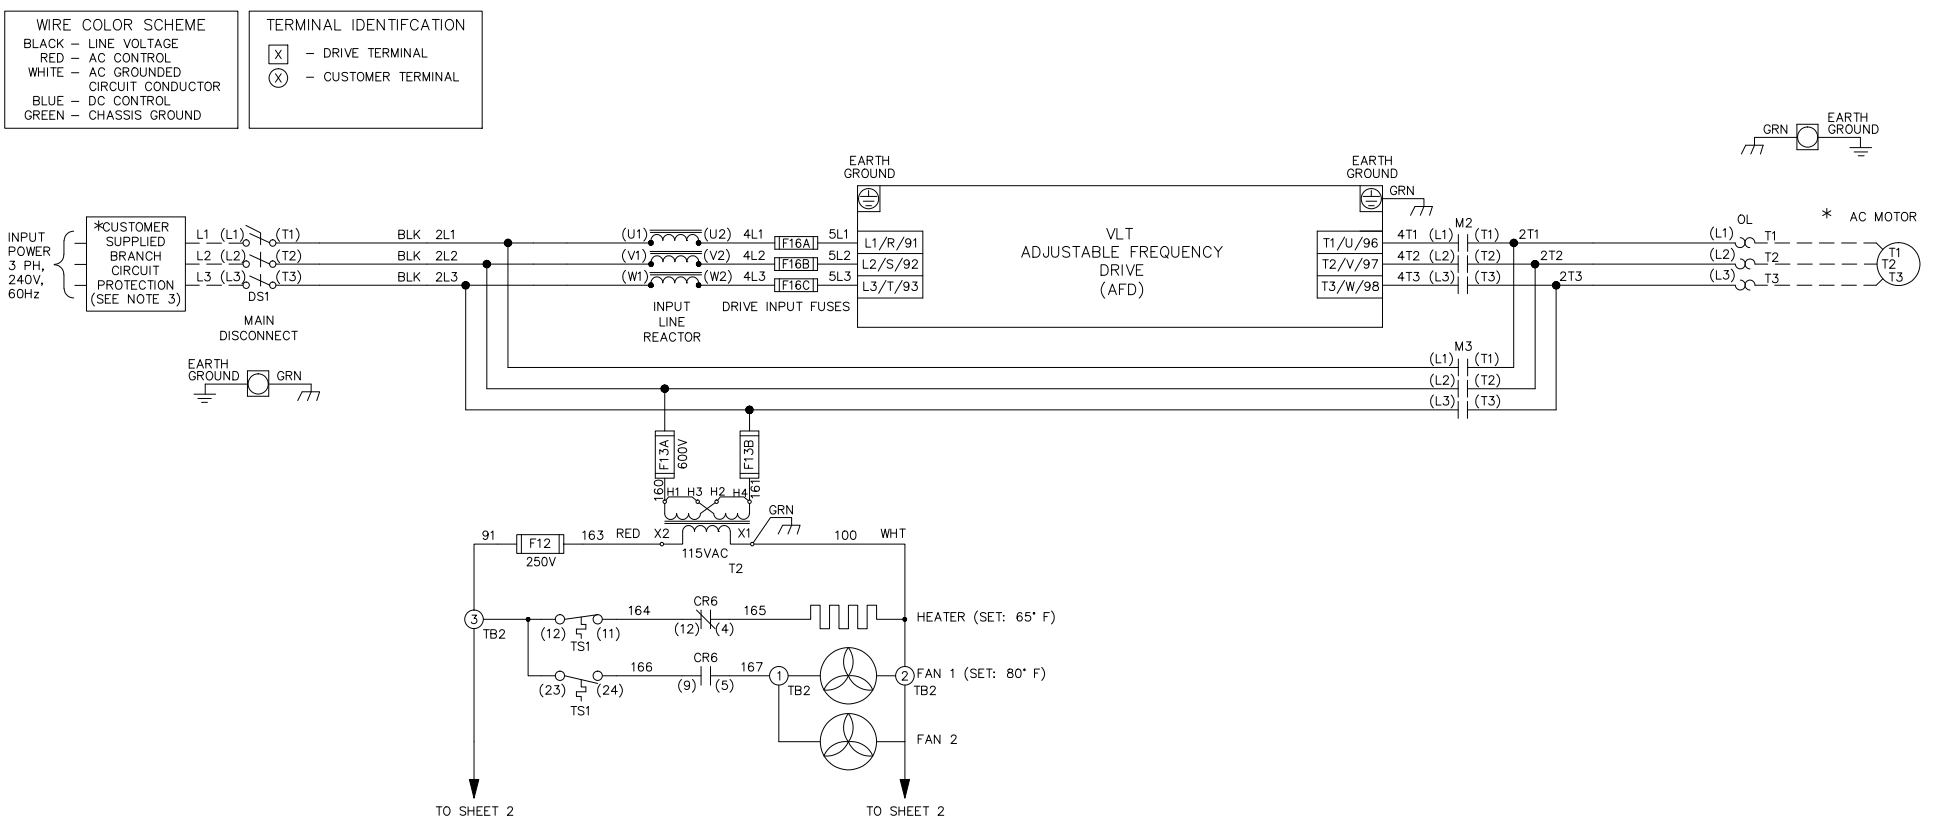 WIRE COLOR SCHEME
BLACK – LINE VOLTAGE
RED – AC CONTROL
WHITE – AC GROUNDED
CIRCUIT CONDUCTOR
BLUE – DC CONTROL
GREEN – CHASSIS GROUND
TERMINAL IDENTIFCATION
X – DRIVE TERMINAL
X – CUSTOMER TERMINAL
INPUT
POWER
3 PH,
240V,
60Hz
*CUSTOMER
SUPPLIED
BRANCH
CIRCUIT
PROTECTION
(SEE NOTE 3)
L1 (L1) (T1) BLK 2L1 (U1) (U2) 4L1 F16A 5L1 L1/R/91
L2 (L2) (T2) BLK 2L2 (V1) (V2) 4L2 F16B 5L2 L2/S/92
L3 (L3) (T3) BLK 2L3 (W1) (W2) 4L3 F16C 5L3 L3/T/93
DS1
MAIN
DISCONNECT
INPUT
LINE
REACTOR
DRIVE INPUT FUSES
EARTH
GROUND
GRN
EARTH
GROUND
VLT
ADJUSTABLE FREQUENCY
DRIVE
(AFD)
EARTH
GROUND
GRN
M2
T1/U/96 4T1 (L1) (T1) 2T1
T2/V/97 4T2 (L2) (T2) 2T2
T3/W/98 4T3 (L3) (T3) 2T3
M3
(L1) (T1)
(L2) (T2)
(L3) (T3)
GRN
EARTH
GROUND
OL
* AC MOTOR
(L1) T1
(L2) T2
(L3) T3
T1
T2
T3
F13A
600V
F13B
160
161
H1 H3 H2 H4
GRN
91 F12 163 RED X2 X1 100 WHT
250V
115VAC
T2
3
TB2
(12) (11)
TS1
164
CR6
(12) (4)
165
HEATER (SET: 65° F)
(23) (24)
TS1
166
CR6
(9) (5)
167
1
TB2
2
TB2
FAN 1 (SET: 80° F)
FAN 2
TO SHEET 2
TO SHEET 2